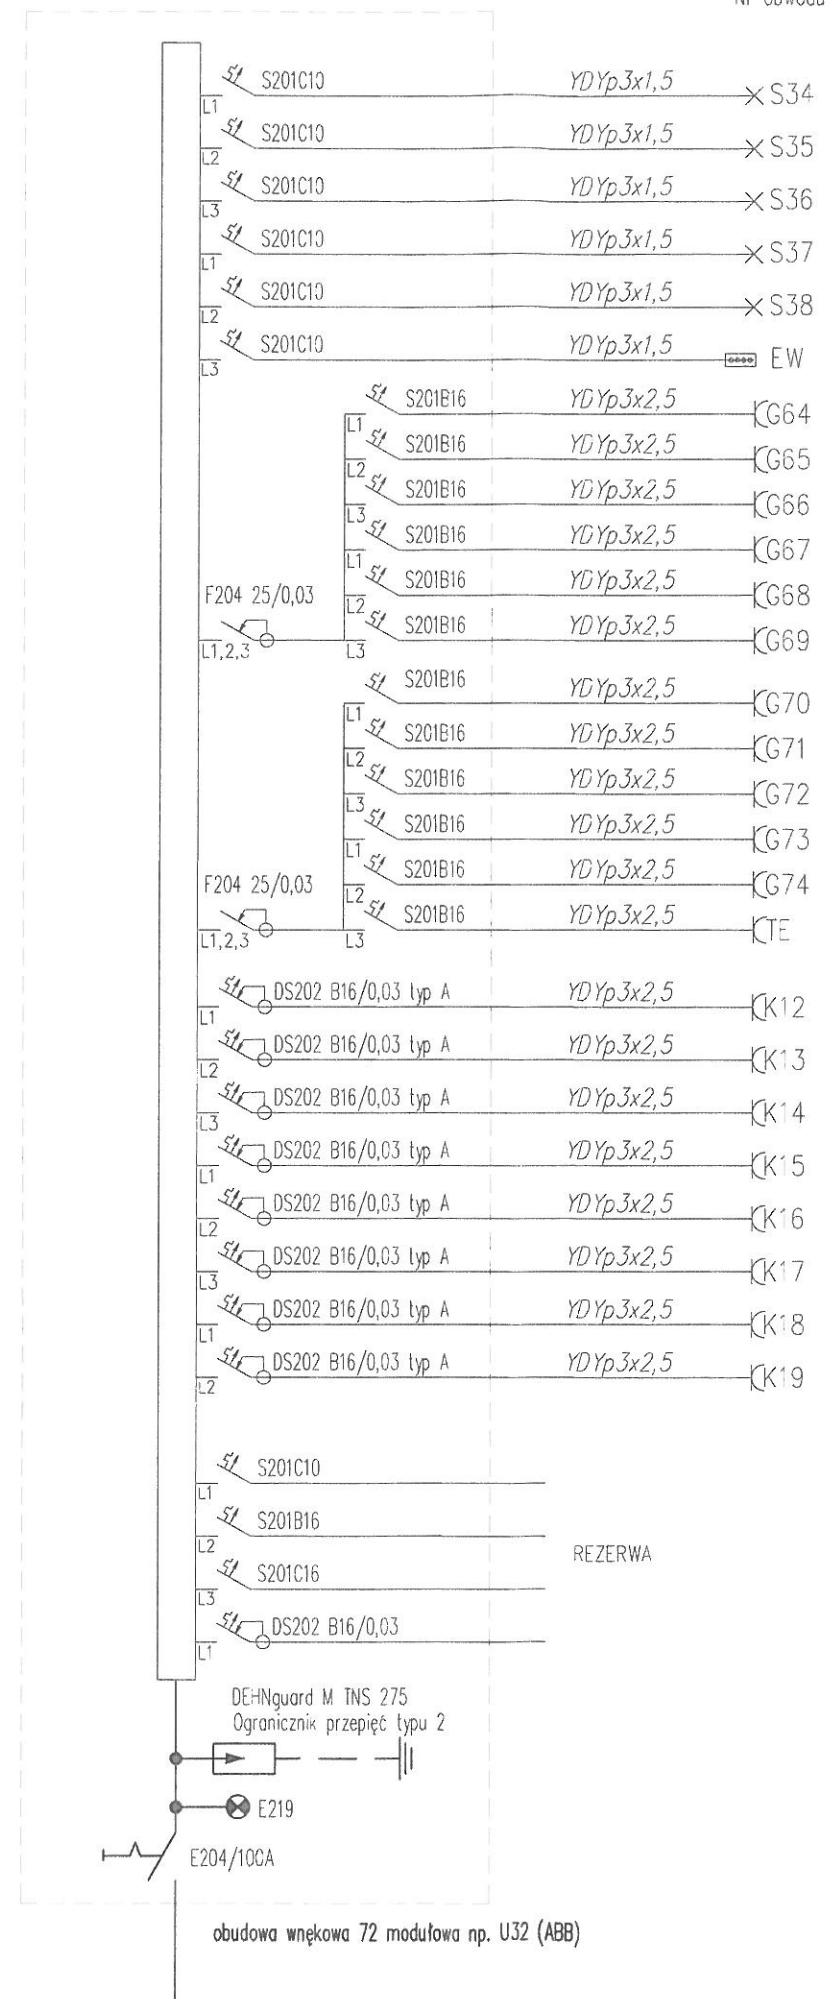 S201C10 YDYp3x1,5 S34
L1
S201C10 YDYp3x1,5 S35
L2
S201C10 YDYp3x1,5 S36
L3
S201C10 YDYp3x1,5 S37
L1
S201C10 YDYp3x1,5 S38
L2
S201C10 YDYp3x1,5 EW
L3
S201B16 YDYp3x2,5 G64
L1
S201B16 YDYp3x2,5 G65
L2
S201B16 YDYp3x2,5 G66
L3
S201B16 YDYp3x2,5 G67
L1
S201B16 YDYp3x2,5 G68
F204 25/0,03
L2
S201B16 YDYp3x2,5 G69
L1,2,3 L3
S201B16 YDYp3x2,5 G70
L1
S201B16 YDYp3x2,5 G71
L2
S201B16 YDYp3x2,5 G72
L3
S201B16 YDYp3x2,5 G73
L1
S201B16 YDYp3x2,5 G74
F204 25/0,03
L2
S201B16 YDYp3x2,5 TE
L1,2,3 L3
DS202 B16/0,03 typ A YDYp3x2,5 K12
L1
DS202 B16/0,03 typ A YDYp3x2,5 K13
L2
DS202 B16/0,03 typ A YDYp3x2,5 K14
L3
DS202 B16/0,03 typ A YDYp3x2,5 K15
L1
DS202 B16/0,03 typ A YDYp3x2,5 K16
L2
DS202 B16/0,03 typ A YDYp3x2,5 K17
L3
DS202 B16/0,03 typ A YDYp3x2,5 K18
L1
DS202 B16/0,03 typ A YDYp3x2,5 K19
L2
S201C10
L1
S201B16
L2
REZERWA
S201C16
L3
DS202 B16/0,03
L1
DEHNguard M TNS 275
Ogranicznik przepięć typu 2
E219
E204/100A
obudowa wnękowa 72 modułowa np. U32 (ABB)